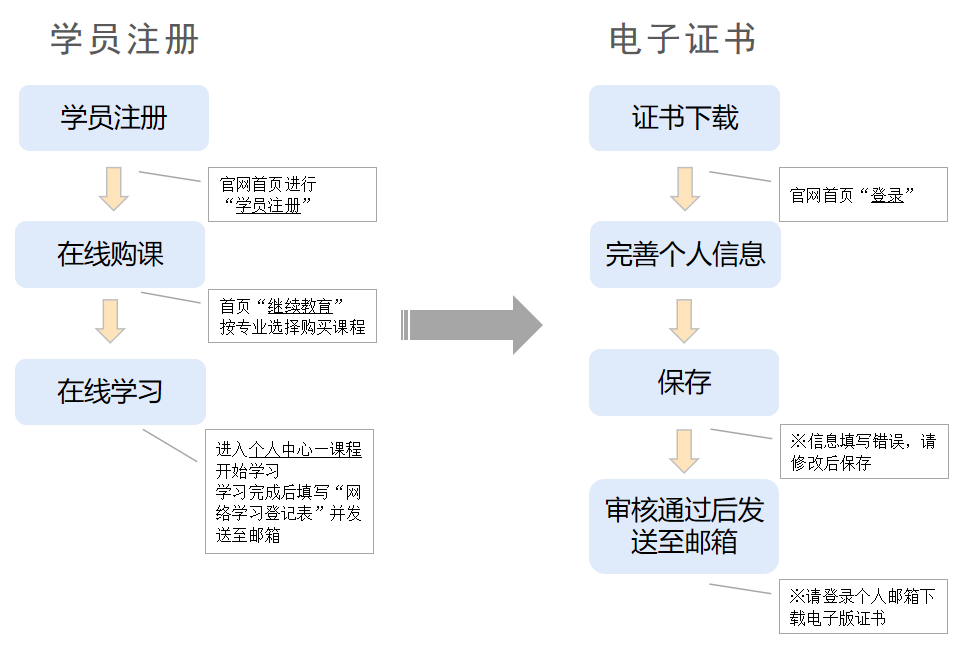 学员注册
学员注册
官网首页进行
“学员注册”
在线购课
首页“继续教育”
按专业选择购买课程
在线学习
进入个人中心—课程
开始学习
学习完成后填写“网
络学习登记表”并发
送至邮箱
电子证书
证书下载
官网首页“登录”
完善个人信息
保存
※信息填写错误，请
修改后保存
审核通过后发
送至邮箱
※请登录个人邮箱下
载电子版证书